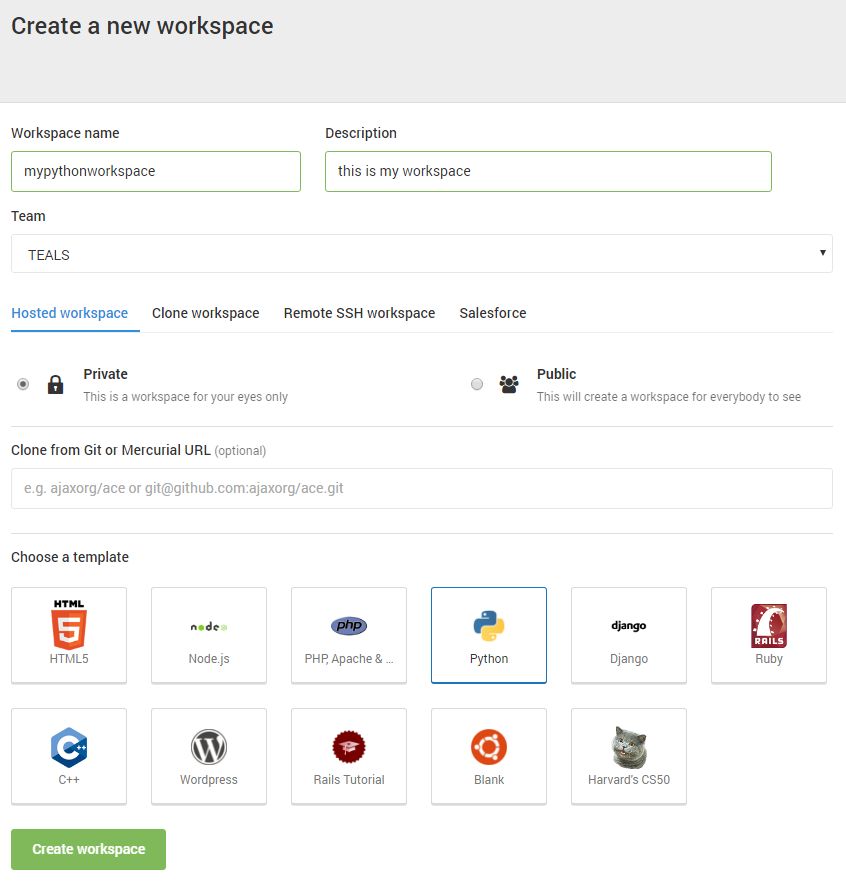 Create a new workspace
Workspace name Description
mypythonworkspace this is my workspace
Team
TEALS
Hosted workspace Clone workspace Remote SSH workspace Salesforce
Private Public
This is a workspace for your eyes only This will create a workspace for everybody to see
Clone from Git or Mercurial URL (optional)
e.g. ajaxorg/ace or git@github.com:ajaxorg/ace.git
Choose a template
HTML 5 node php django RAILS
HTML5 Node.js PHP, Apache & ... Python Django Ruby
C++ Wordpress Rails Tutorial Blank Harvard's CS50
Create workspace